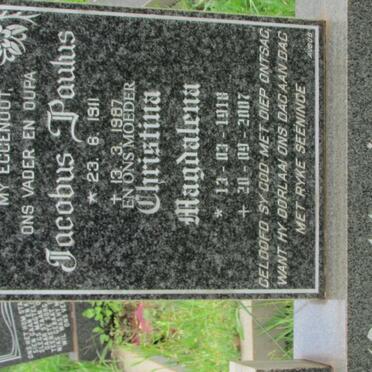 MY EGGENOOT,
ONS VADER EN OUPA
Jacobus Paulus
* 23. 6. 1911
+ 13. 3. 1987
EN ONS MOEDER
Christina
Magdalena
* 13 - 03 - 1918
+ 20 - 09 - 2007
GELOOFD SY GOD MET DIEP ONTSAG,
WANT HY OORLAAI ONS DAG AAN DAG
MET RYKE SEËNINGE